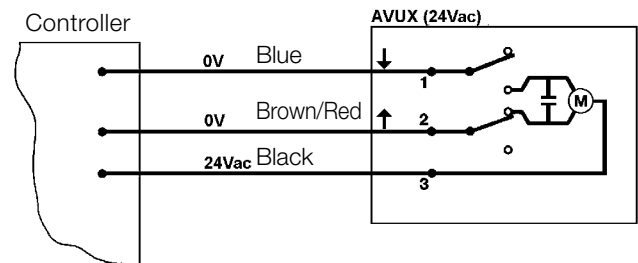 Controller
AVUX (24Vac)
0V Blue
1
0V Brown/Red
2
M
24Vac Black
3